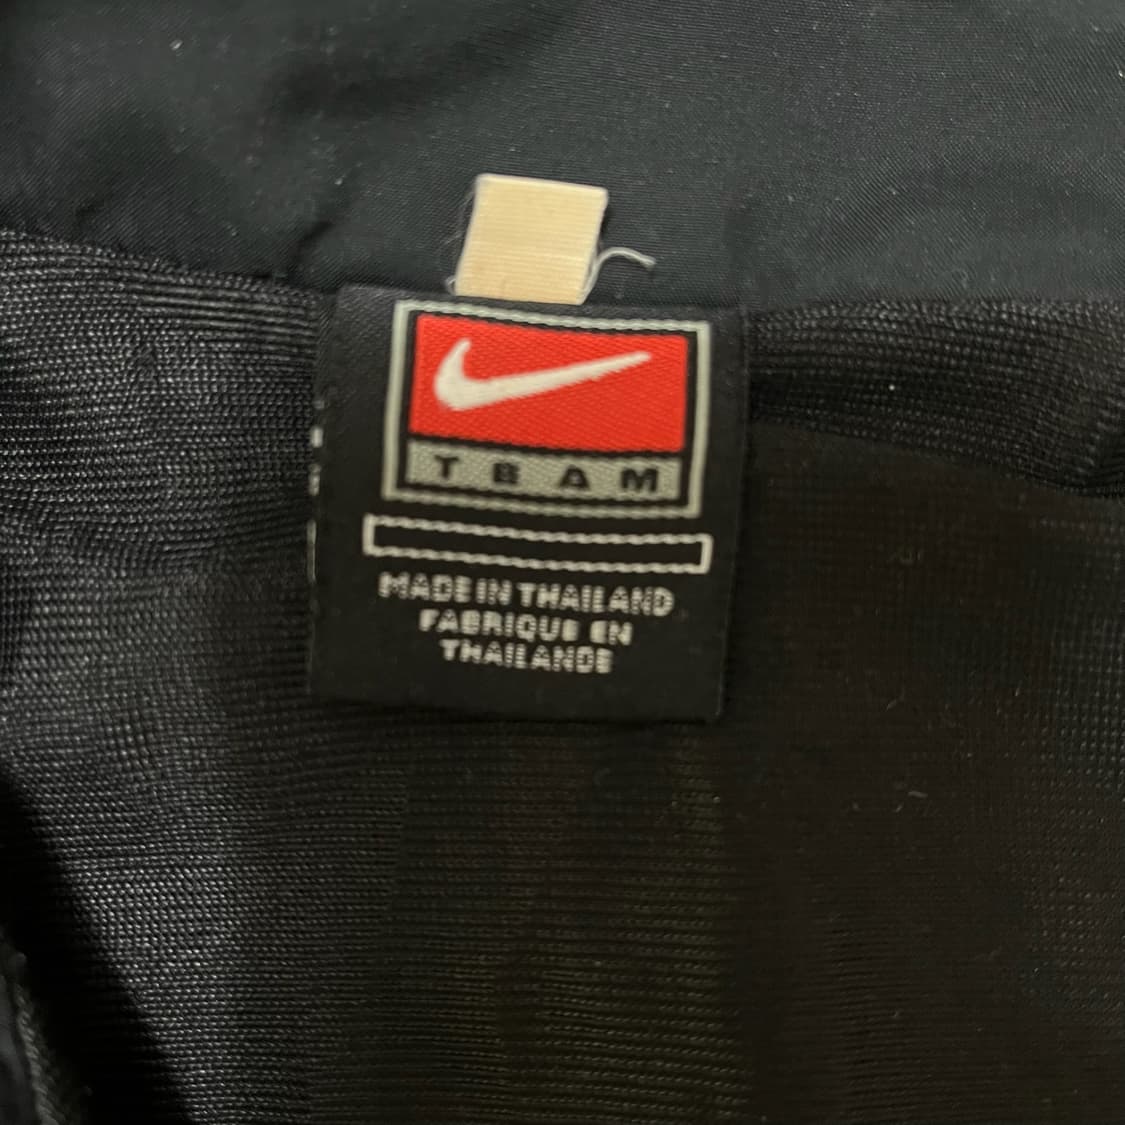 TEAM
MADE IN THAILAND
FABRIQUE EN
THAILANDE